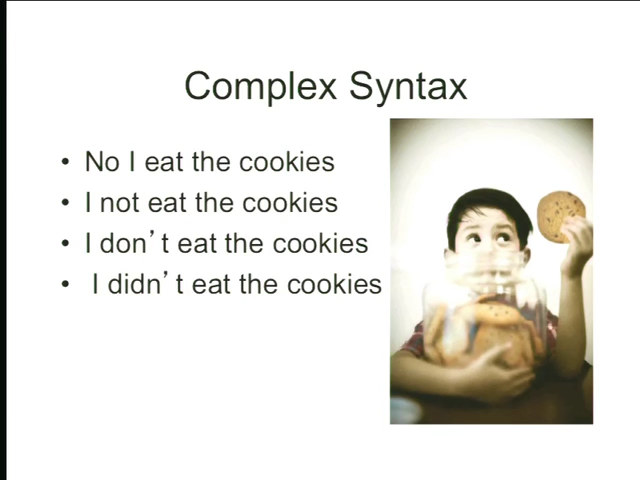 Complex Syntax
• No I eat the cookies
• I not eat the cookies
• I don’t eat the cookies
• I didn’t eat the cookies